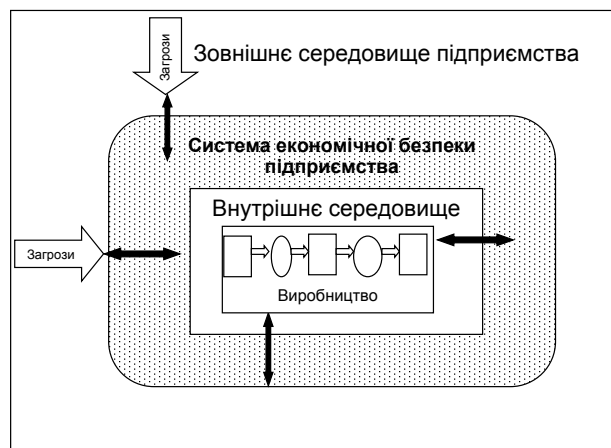 Загрози
Зовнішнє середовище підприємства
Система економічної безпеки
підприємства
Внутрішнє середовище
Загрози
Виробництво